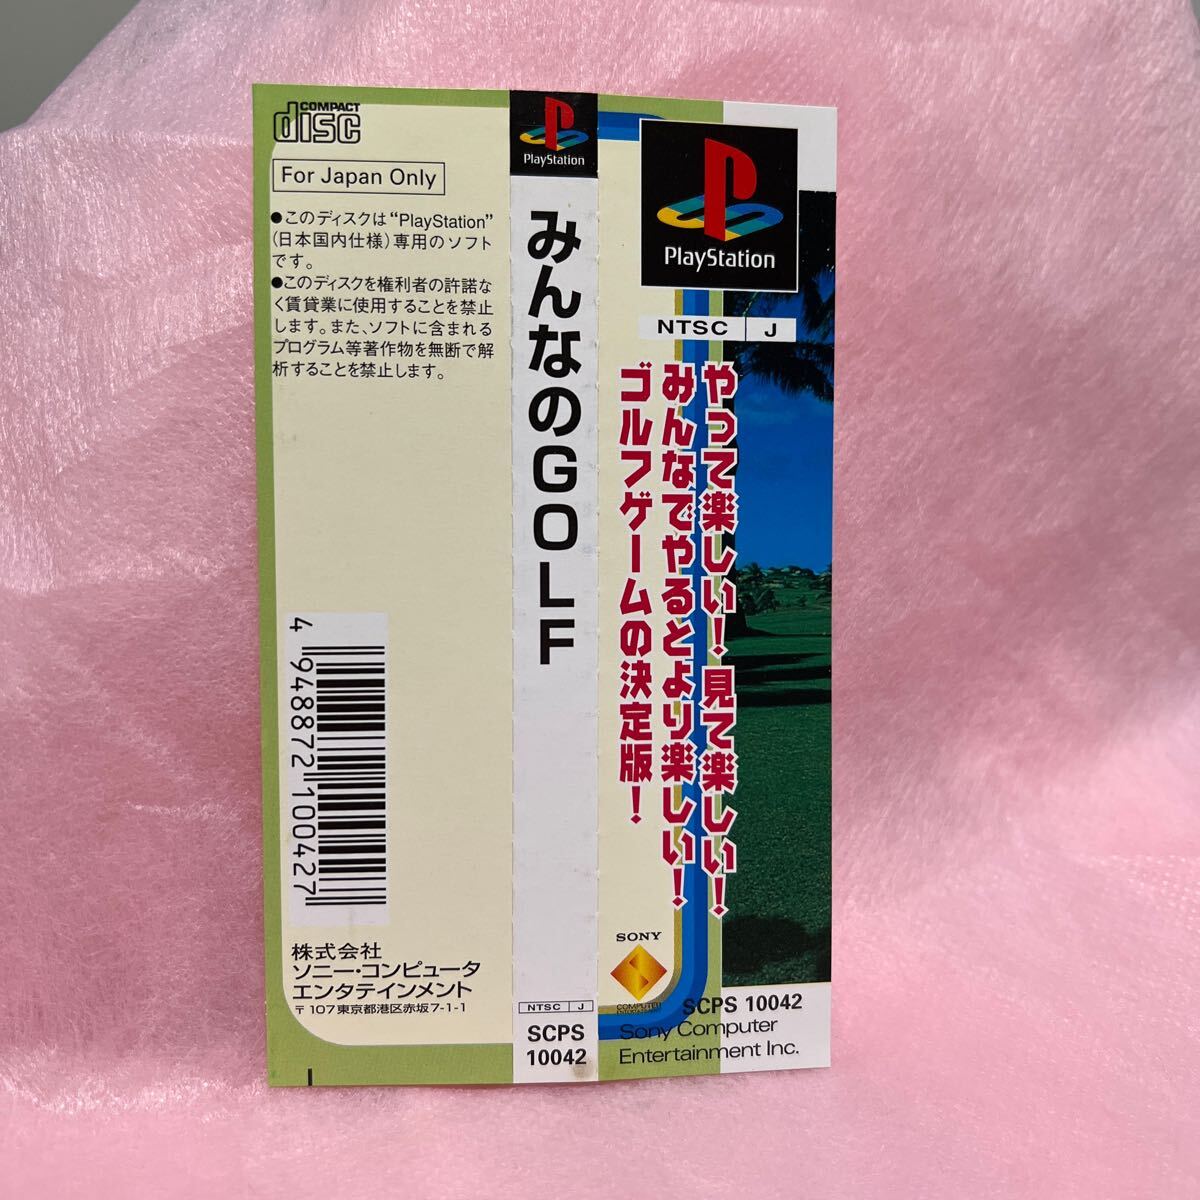 COMPACT
disc
For Japan Only
●このディスクは“PlayStation”
(日本国内仕様)専用のソフト
です。
●このディスクを権利者の許諾な
く賃貸業に使用することを禁止
します。また、ソフトに含まれる
プログラム等著作物を無断で解
析することを禁止します。
4 948872 100427
株式会社
ソニー・コンピュータ
エンタテインメント
〒107東京都港区赤坂7-1-1
PlayStation
みんなのGOLF
NTSC J
SCPS
10042
PlayStation
NTSC J
やって楽しい!見て楽しい!
みんなでやるとより楽しい!
ゴルフゲームの決定版!
SONY
COMPUTER
SCPS 10042
Sony Computer
Entertainment Inc.